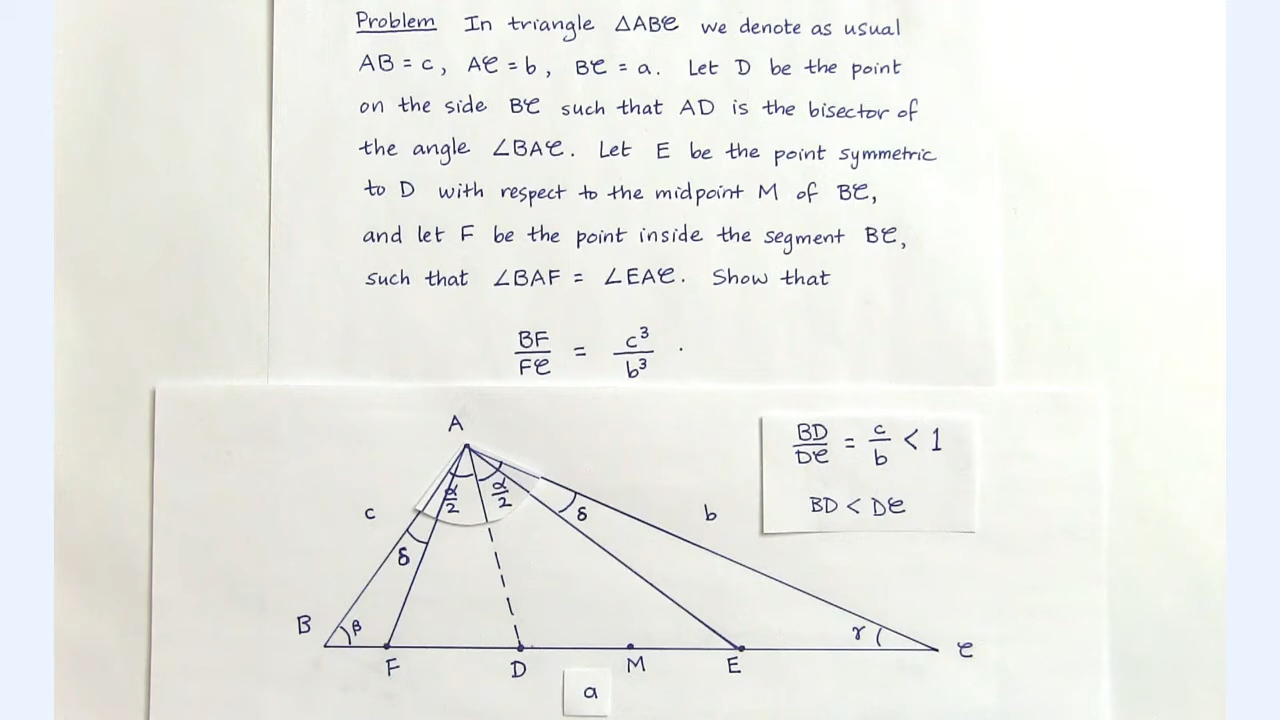 Problem In triangle ΔABC we denote as usual
AB = c, AC = b, BC = a. Let D be the point
on the side BC such that AD is the bisector of
the angle ∠BAC. Let E be the point symmetric
to D with respect to the midpoint M of BC,
and let F be the point inside the segment BC,
such that ∠BAF = ∠EAC. Show that
BF/FC = c³/b³ .
A
BD/DC = c/b < 1
BD < DC
α/2 α/2
c δ b
δ
B β γ C
F D M E
a